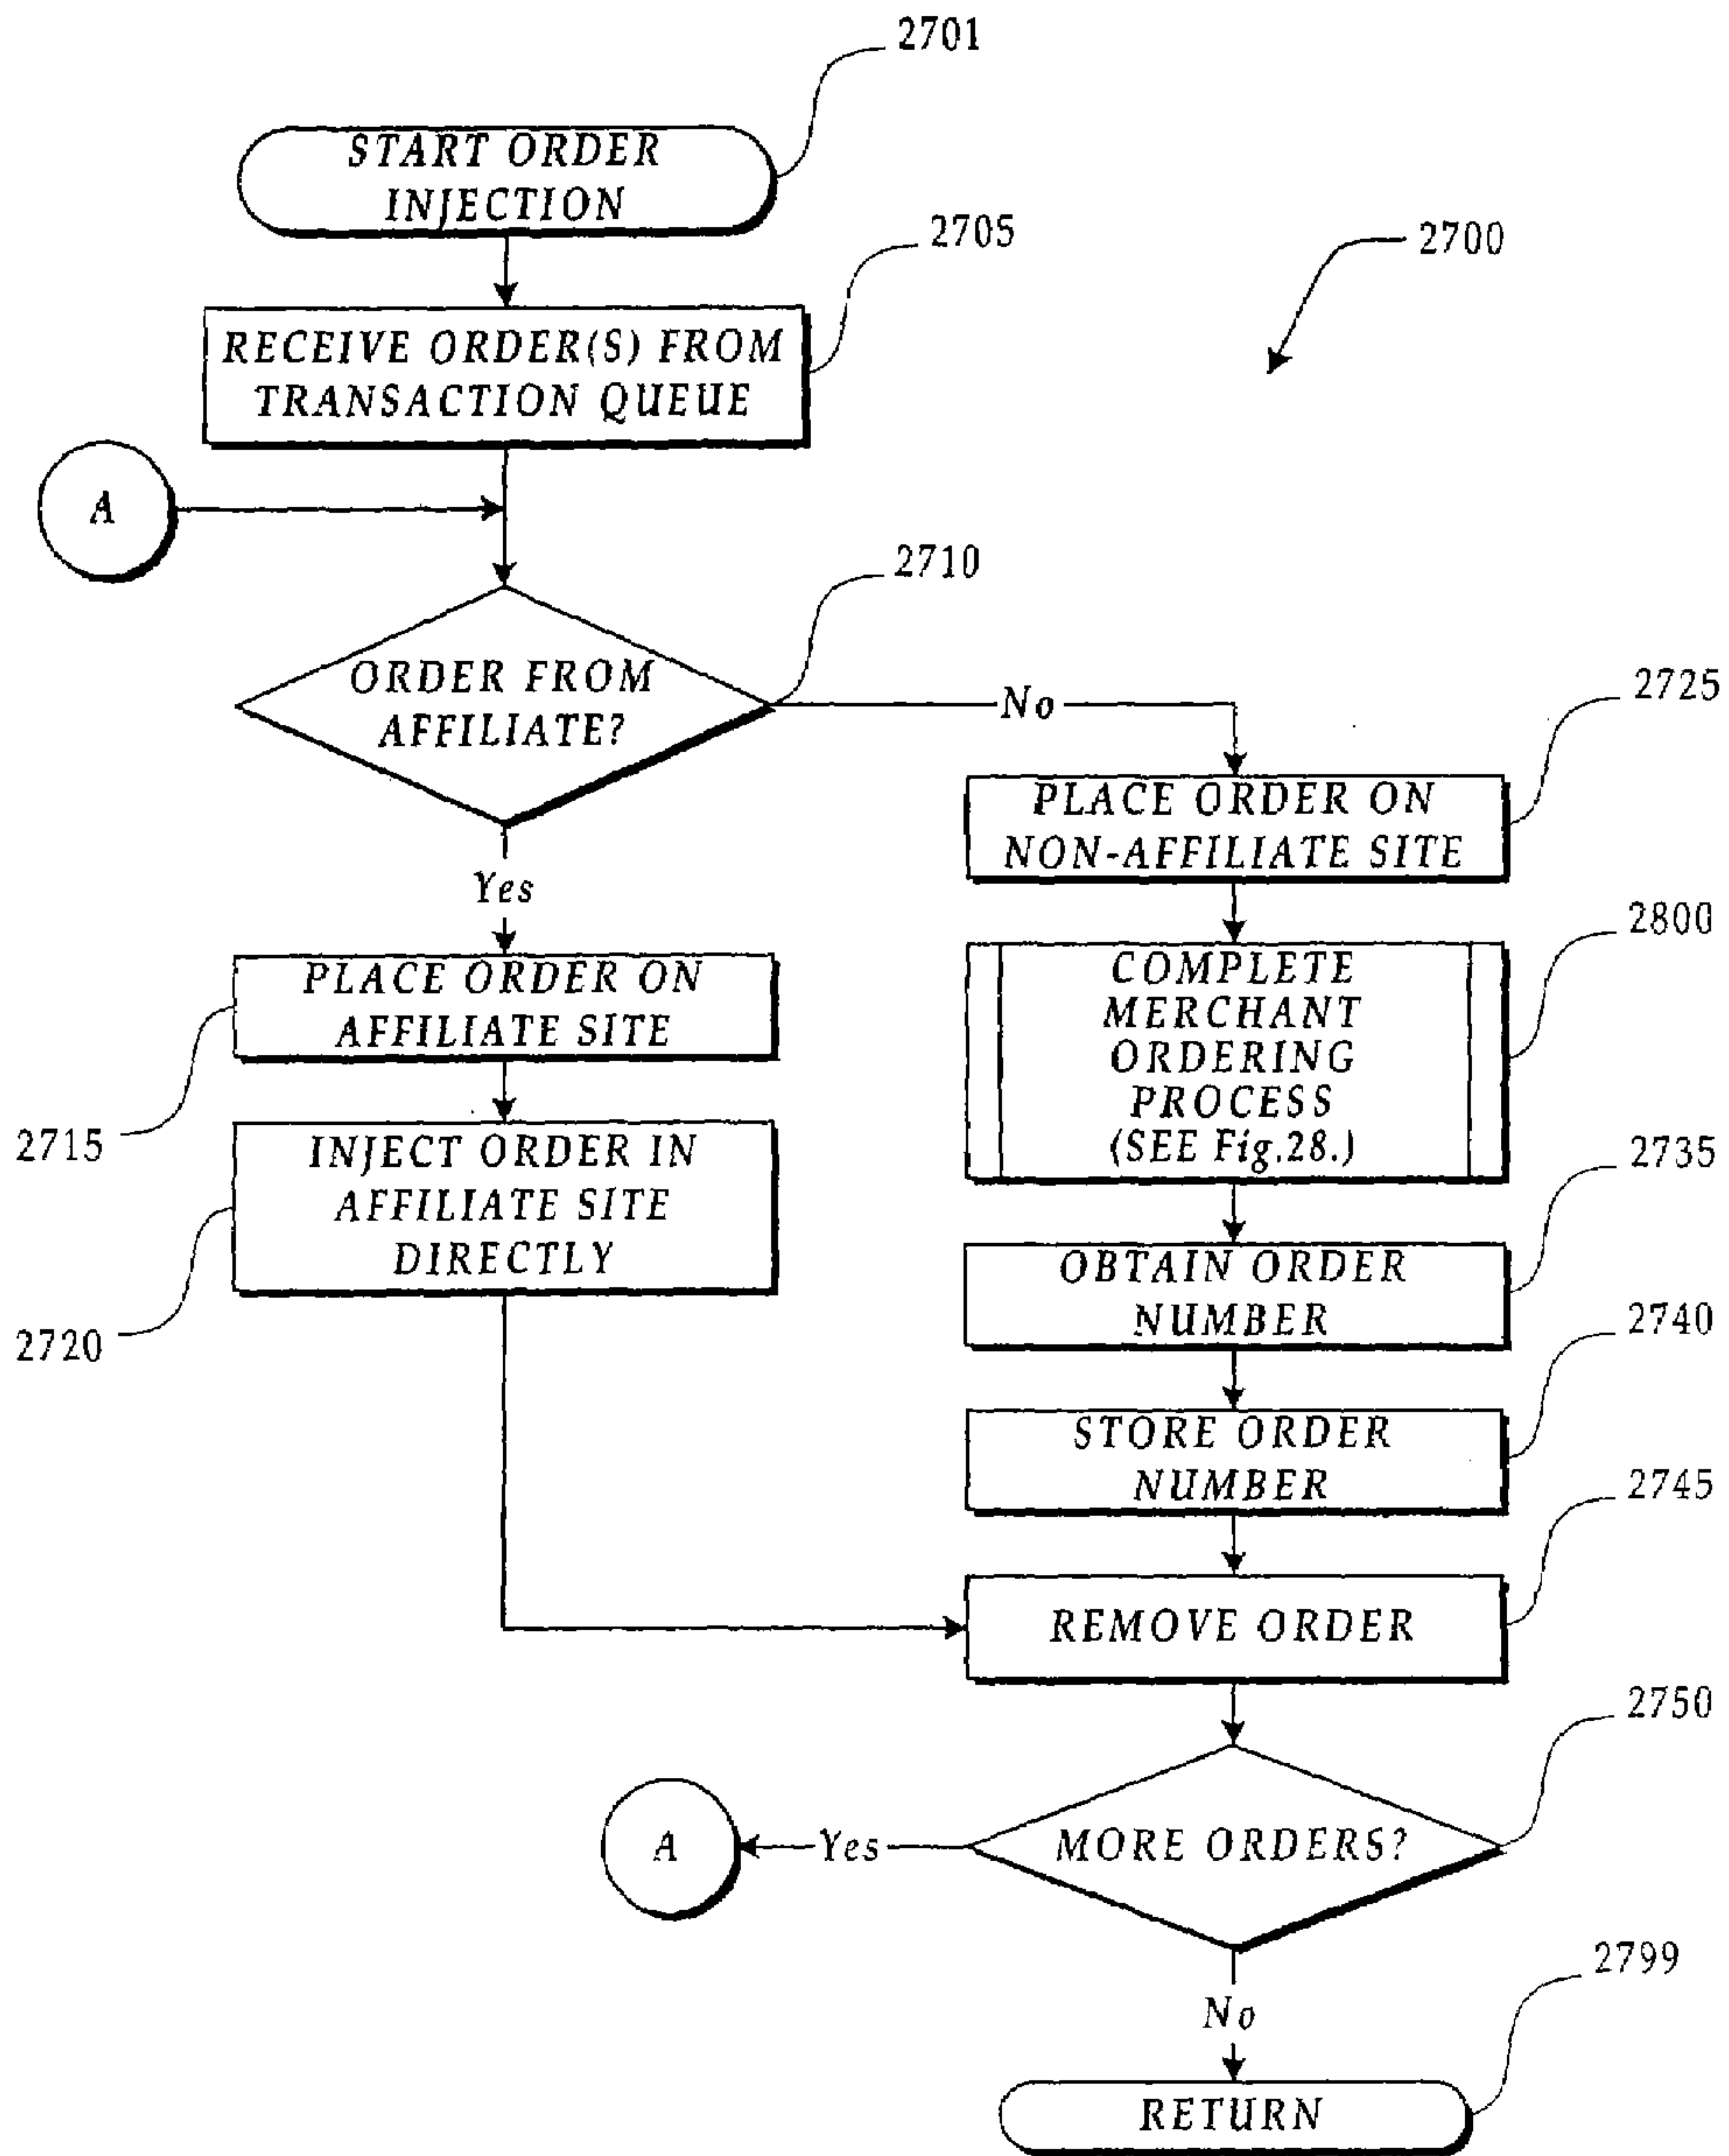 2701
START ORDER
INJECTION
2705
2700
RECEIVE ORDER(S) FROM
TRANSACTION QUEUE
A
2710
ORDER FROM
AFFILIATE?
No
2725
PLACE ORDER ON
NON-AFFILIATE SITE
Yes
2800
PLACE ORDER ON
AFFILIATE SITE
2715
COMPLETE
MERCHANT
ORDERING
PROCESS
(SEE Fig.28.)
INJECT ORDER IN
AFFILIATE SITE
DIRECTLY
2720
2735
OBTAIN ORDER
NUMBER
2740
STORE ORDER
NUMBER
2745
REMOVE ORDER
2750
MORE ORDERS?
Yes
A
No
2799
RETURN